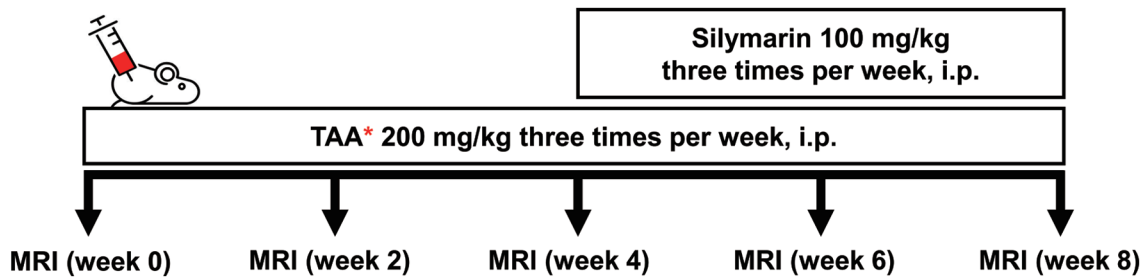 Silymarin 100 mg/kg
three times per week, i.p.
TAA* 200 mg/kg three times per week, i.p.
MRI (week 0)
MRI (week 2)
MRI (week 4)
MRI (week 6)
MRI (week 8)